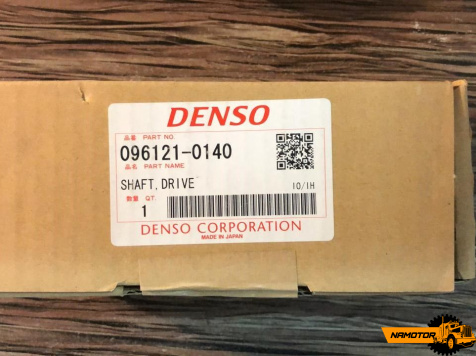 DENSO
品番 PART NO.
096121-0140
品名 PART NAME
SHAFT,DRIVE
IO/IH
数量 QT.
1
DENSO CORPORATION
MADE IN JAPAN
NAMOTOR